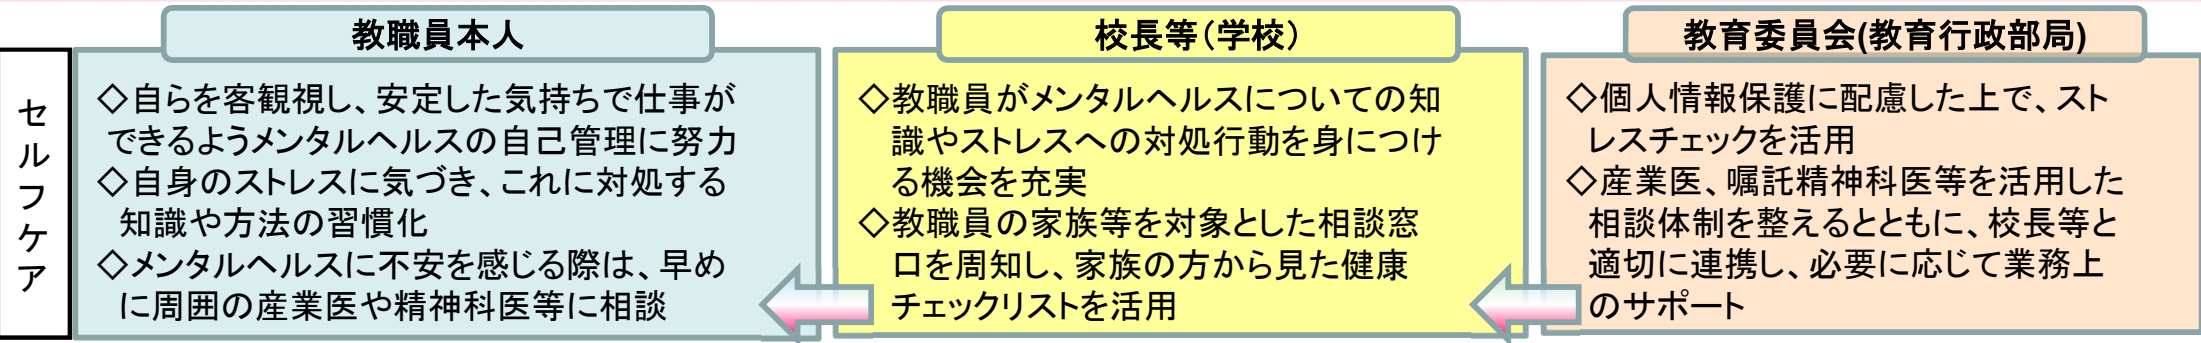 セルフケア
教職員本人
◇自らを客観視し、安定した気持ちで仕事が
できるようメンタルヘルスの自己管理に努力
◇自身のストレスに気づき、これに対処する
知識や方法の習慣化
◇メンタルヘルスに不安を感じる際は、早め
に周囲の産業医や精神科医等に相談
校長等(学校)
◇教職員がメンタルヘルスについての知
識やストレスへの対処行動を身につけ
る機会を充実
◇教職員の家族等を対象とした相談窓
口を周知し、家族の方から見た健康
チェックリストを活用
教育委員会(教育行政部局)
◇個人情報保護に配慮した上で、スト
レスチェックを活用
◇産業医、嘱託精神科医等を活用した
相談体制を整えるとともに、校長等と
適切に連携し、必要に応じて業務上
のサポート